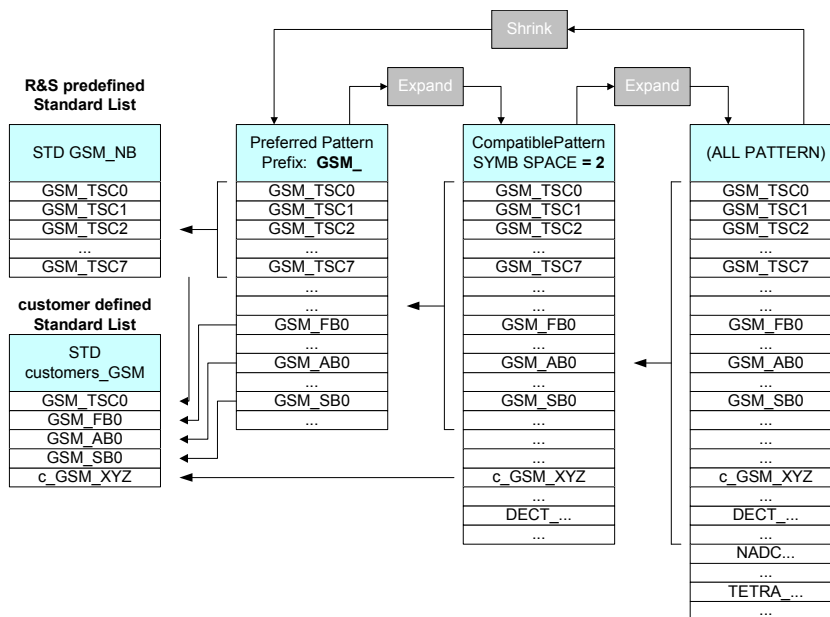 Shrink
Expand
Expand
R&S predefined
Standard List
STD GSM_NB
GSM_TSC0
GSM_TSC1
GSM_TSC2
...
GSM_TSC7
customer defined
Standard List
STD
customers_GSM
GSM_TSC0
GSM_FB0
GSM_AB0
GSM_SB0
c_GSM_XYZ
Preferred Pattern
Prefix: GSM_
GSM_TSC0
GSM_TSC1
GSM_TSC2
...
GSM_TSC7
...
...
GSM_FB0
...
GSM_AB0
...
GSM_SB0
...
CompatiblePattern
SYMB SPACE = 2
GSM_TSC0
GSM_TSC1
GSM_TSC2
...
GSM_TSC7
...
...
GSM_FB0
...
GSM_AB0
...
GSM_SB0
...
...
...
c_GSM_XYZ
...
DECT_...
...
(ALL PATTERN)
GSM_TSC0
GSM_TSC1
GSM_TSC2
...
GSM_TSC7
...
...
GSM_FB0
...
GSM_AB0
...
GSM_SB0
...
...
...
c_GSM_XYZ
...
DECT_...
...
NADC...
...
TETRA_...
...